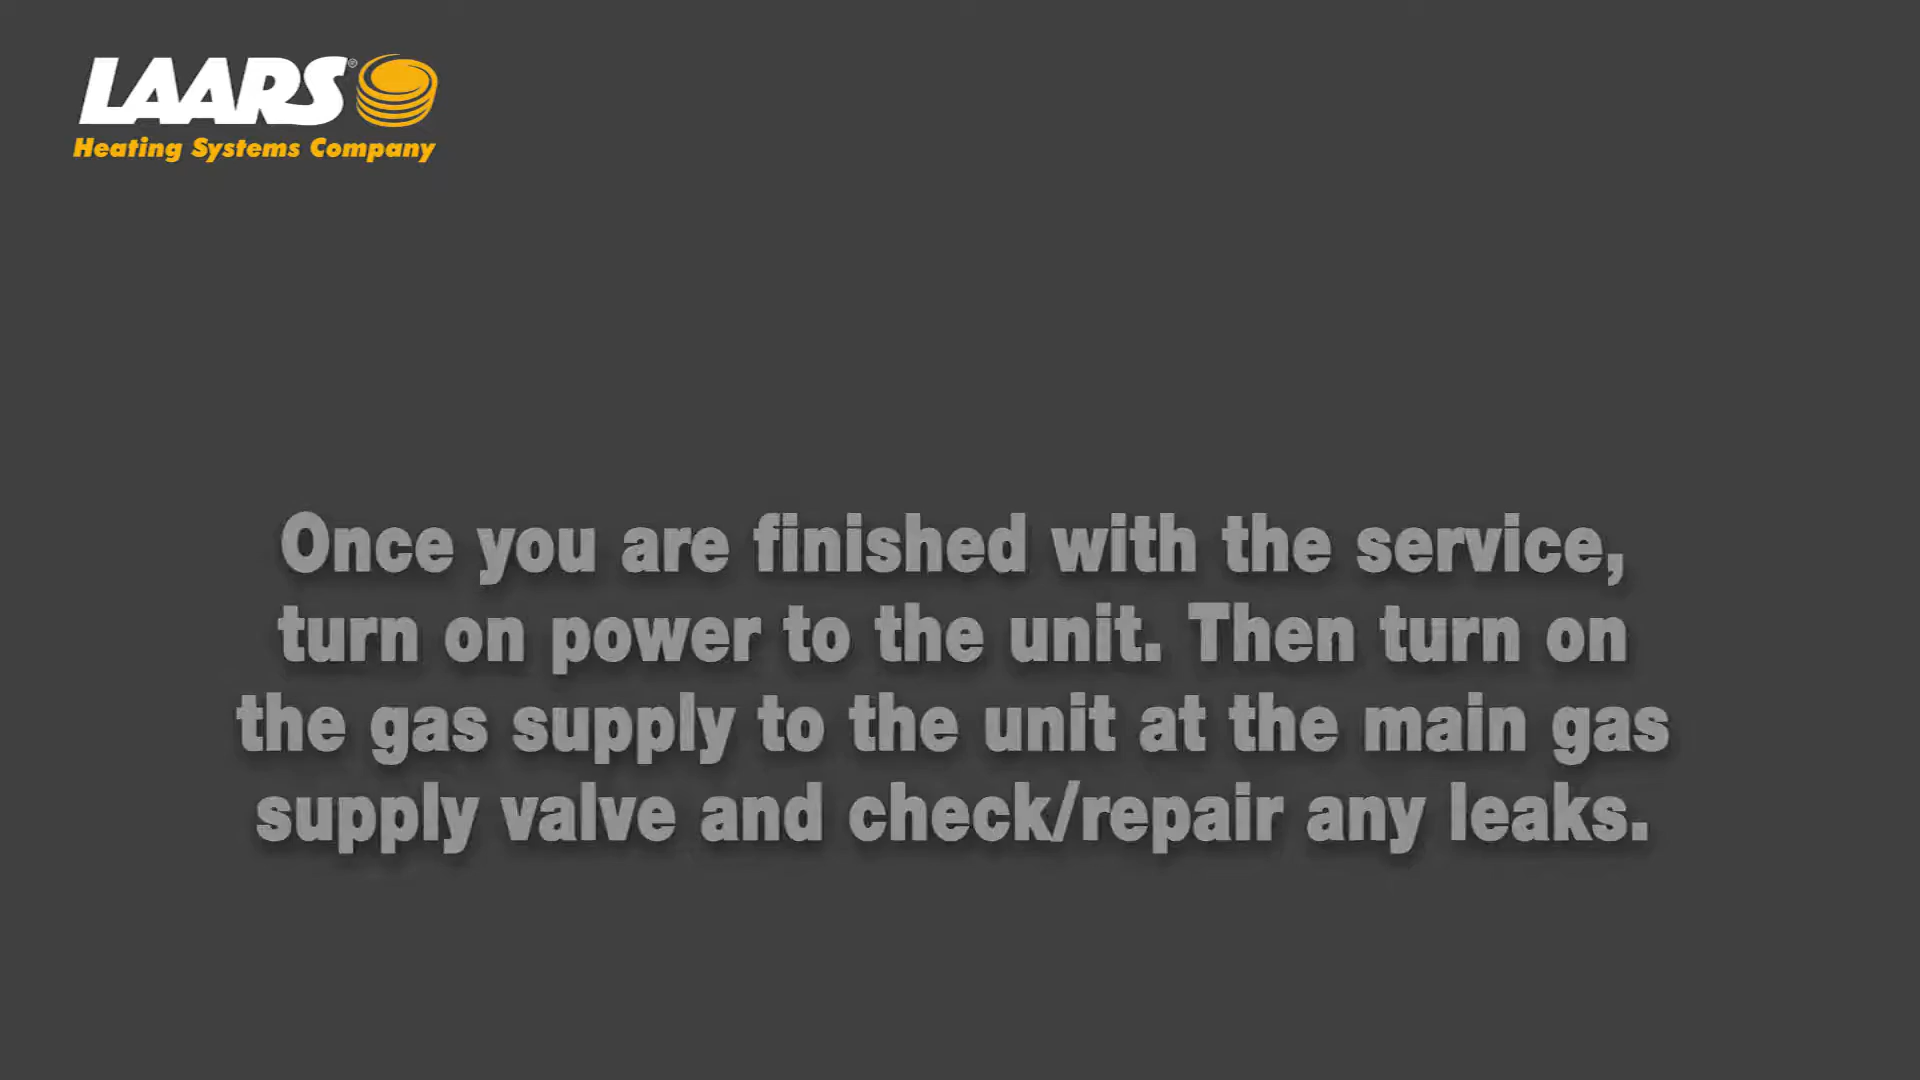 LAARS®
Heating Systems Company
Once you are finished with the service,
turn on power to the unit. Then turn on
the gas supply to the unit at the main gas
supply valve and check/repair any leaks.